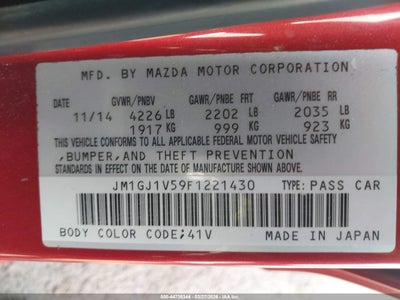 MFD. BY MAZDA MOTOR CORPORATION
GVWR/PNBV GAWR/PNBE FRT GAWR/PNBE RR
11/14 4226 LB 2202 LB 2035 LB
1917 KG 999 KG 923 KG
THIS VEHICLE CONFORMS TO ALL APPLICABLE FEDERAL MOTOR VEHICLE SAFETY
,BUMPER,AND THEFT PREVENTION
STANDARDS IN EFFECT ON THE DATE OF MANUFACTURE SHOWN ABOVE.
JM1GJ1V59F1221430 TYPE: PASS CAR
BODY COLOR CODE;41V MADE IN JAPAN